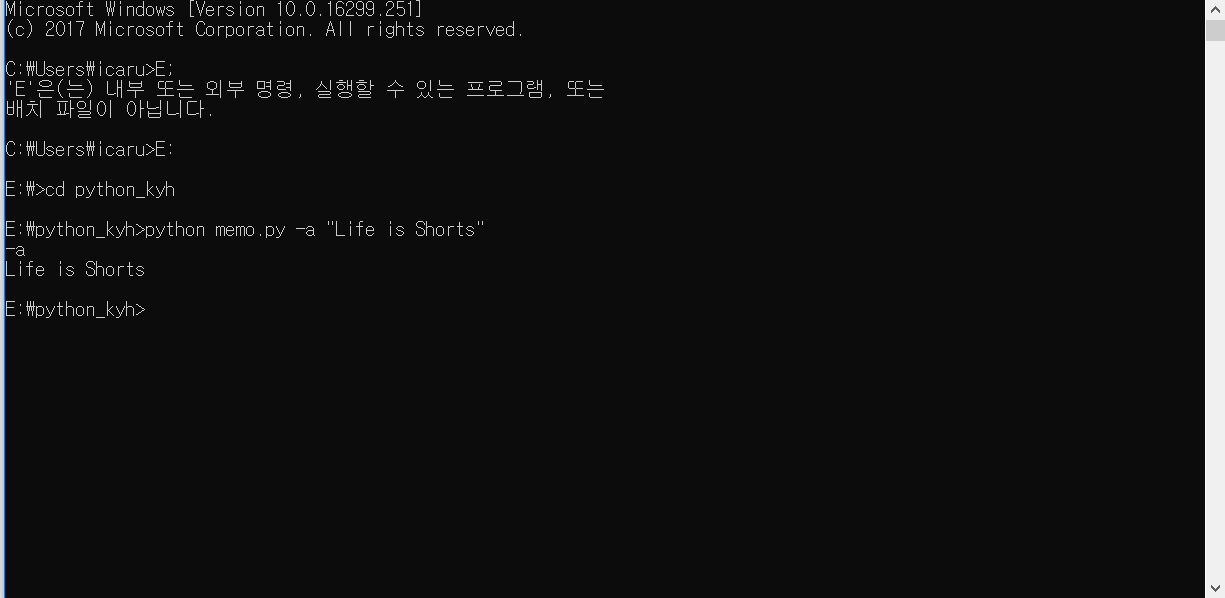 Microsoft Windows [Version 10.0.16299.251]
(c) 2017 Microsoft Corporation. All rights reserved.
C:₩Users₩icaru>E;
'E'은(는) 내부 또는 외부 명령, 실행할 수 있는 프로그램, 또는
배치 파일이 아닙니다.
C:₩Users₩icaru>E:
E:₩>cd python_kyh
E:₩python_kyh>python memo.py -a "Life is Shorts"
-a
Life is Shorts
E:₩python_kyh>